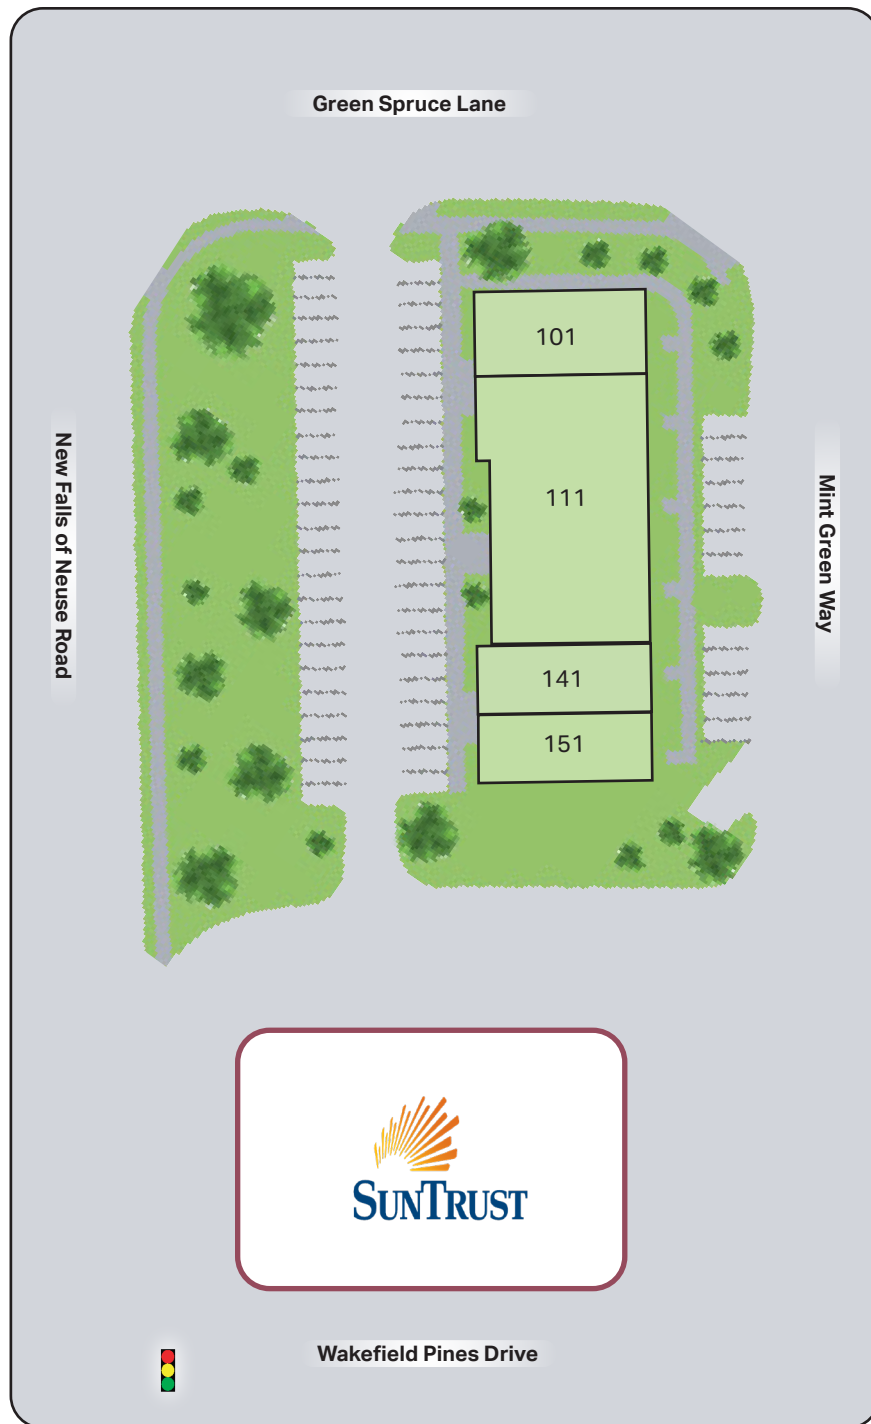 Green Spruce Lane
101
111
New Falls of Neuse Road
Mint Green Way
141
151
SUNTRUST
Wakefield Pines Drive